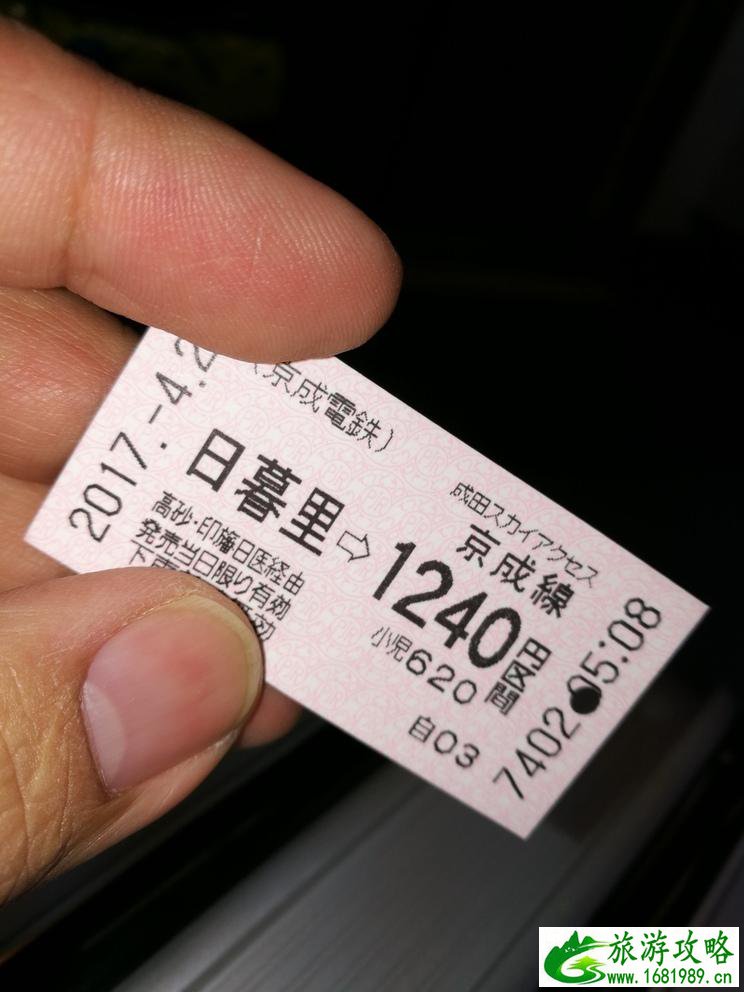 2017.-4.2
(京成電鉄)
日暮里⇨
成田スカイアクセス
京成線
1240円区間
小児620
高砂・印旛日医経由
発売当日限り有効
自03
7402 05:08
旅游攻略
www.1681989.cn